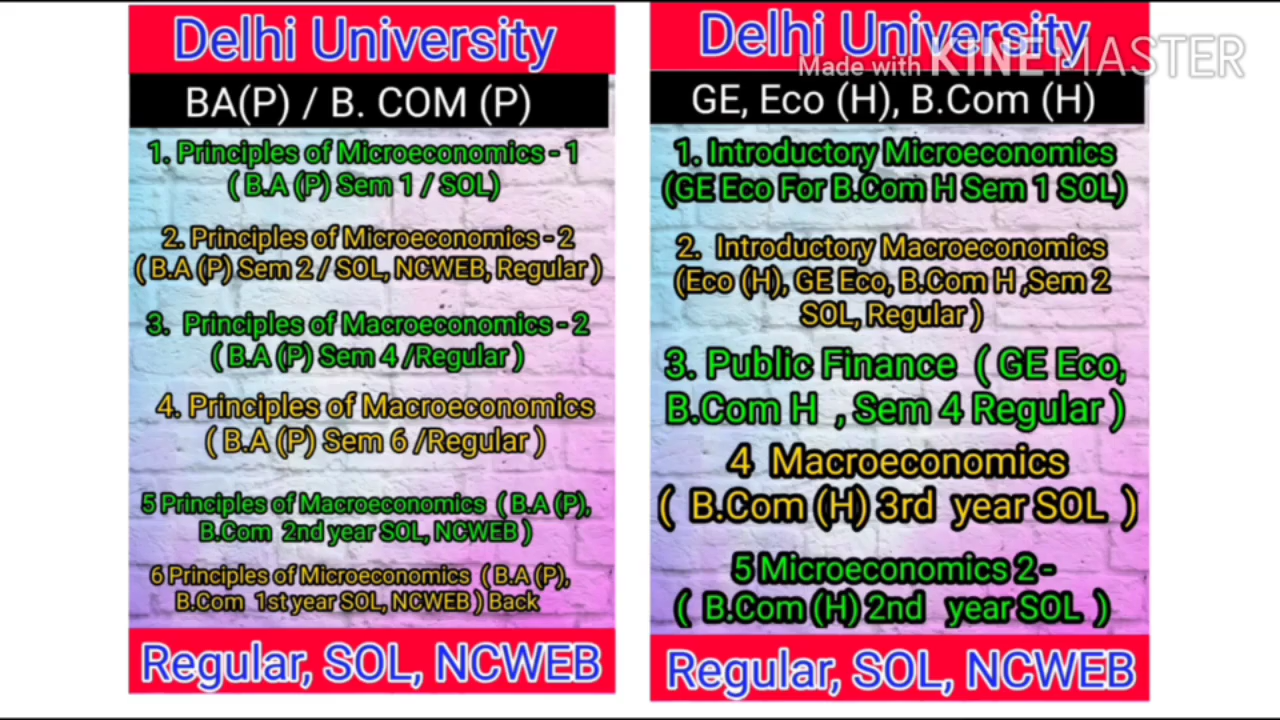 Delhi University
BA(P) / B. COM (P)
1. Principles of Microeconomics - 1
( B.A (P) Sem 1 / SOL)
2. Principles of Microeconomics - 2
( B.A (P) Sem 2 / SOL, NCWEB, Regular )
3. Principles of Macroeconomics - 2
( B.A (P) Sem 4 /Regular )
4. Principles of Macroeconomics
( B.A (P) Sem 6 /Regular )
5 Principles of Macroeconomics ( B.A (P),
B.Com 2nd year SOL, NCWEB )
6 Principles of Microeconomics ( B.A (P),
B.Com 1st year SOL, NCWEB ) Back
Regular, SOL, NCWEB
Delhi University
Made with KINEMASTER
GE, Eco (H), B.Com (H)
1. Introductory Microeconomics
(GE Eco For B.Com H Sem 1 SOL)
2. Introductory Macroeconomics
(Eco (H), GE Eco, B.Com H ,Sem 2
SOL, Regular )
3. Public Finance ( GE Eco,
B.Com H , Sem 4 Regular )
4 Macroeconomics
( B.Com (H) 3rd year SOL )
5 Microeconomics 2 -
( B.Com (H) 2nd year SOL )
Regular, SOL, NCWEB